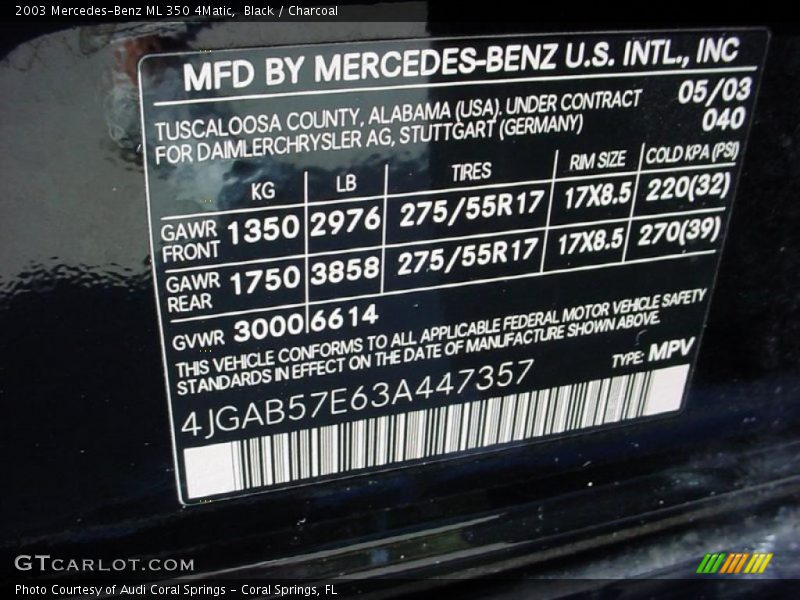 2003 Mercedes-Benz ML 350 4Matic, Black / Charcoal
MFD BY MERCEDES-BENZ U.S. INTL., INC
TUSCALOOSA COUNTY, ALABAMA (USA). UNDER CONTRACT 05/03
FOR DAIMLERCHRYSLER AG, STUTTGART (GERMANY) 040
KG LB TIRES RIM SIZE COLD KPA (PSI)
GAWR FRONT 1350 2976 275/55R17 17X8.5 220(32)
GAWR REAR 1750 3858 275/55R17 17X8.5 270(39)
GVWR 3000 6614
THIS VEHICLE CONFORMS TO ALL APPLICABLE FEDERAL MOTOR VEHICLE SAFETY
STANDARDS IN EFFECT ON THE DATE OF MANUFACTURE SHOWN ABOVE.
4JGAB57E63A447357 TYPE: MPV
GTCARLOT.COM
Photo Courtesy of Audi Coral Springs - Coral Springs, FL